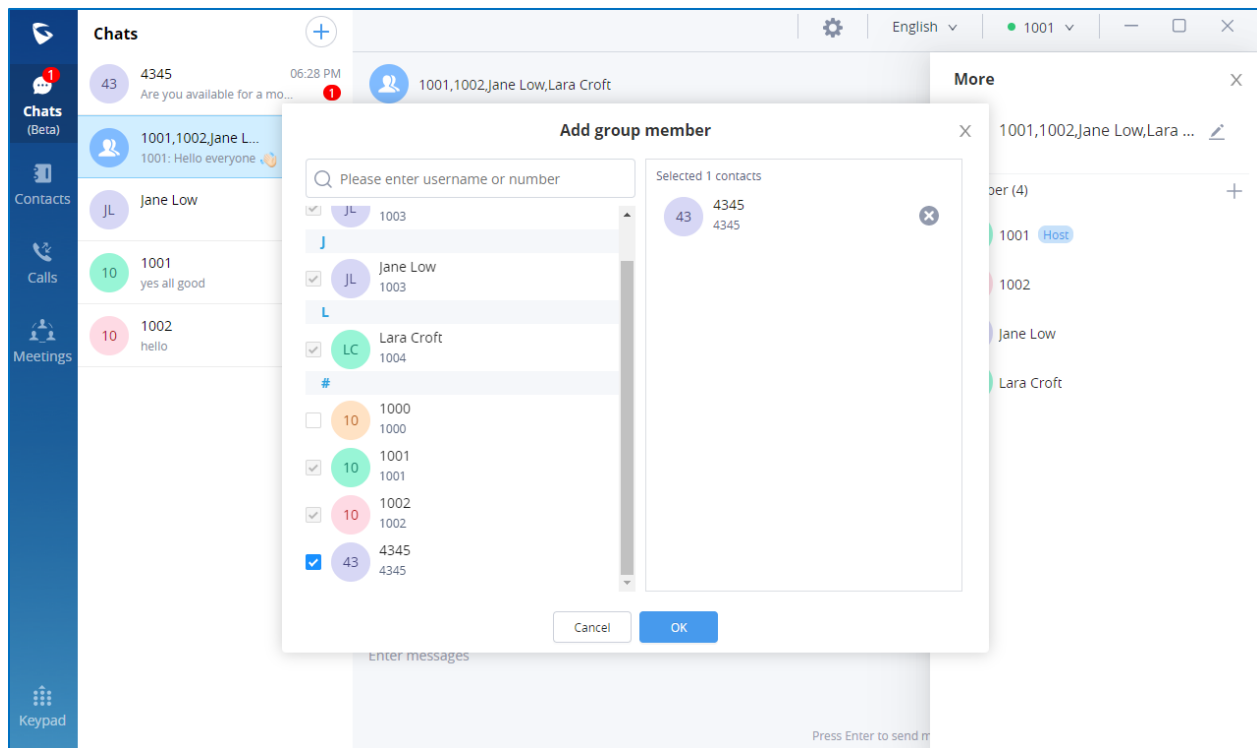 English
1001
1
Chats
(Beta)
Contacts
Calls
Meetings
Keypad
Chats
43
4345
06:28 PM
Are you available for a mo...
1
1001,1002,Jane L...
1001: Hello everyone 👋🏻
JL
Jane Low
10
1001
yes all good
10
1002
hello
1001,1002,Jane Low,Lara Croft
Add group member
Please enter username or number
JL
1003
J
JL
Jane Low
1003
L
LC
Lara Croft
1004
#
10
1000
1000
10
1001
1001
10
1002
1002
43
4345
4345
Selected 1 contacts
43
4345
4345
Cancel
OK
Enter messages
Press Enter to send m
More
1001,1002,Jane Low,Lara ...
ber (4)
1001 Host
1002
Jane Low
Lara Croft